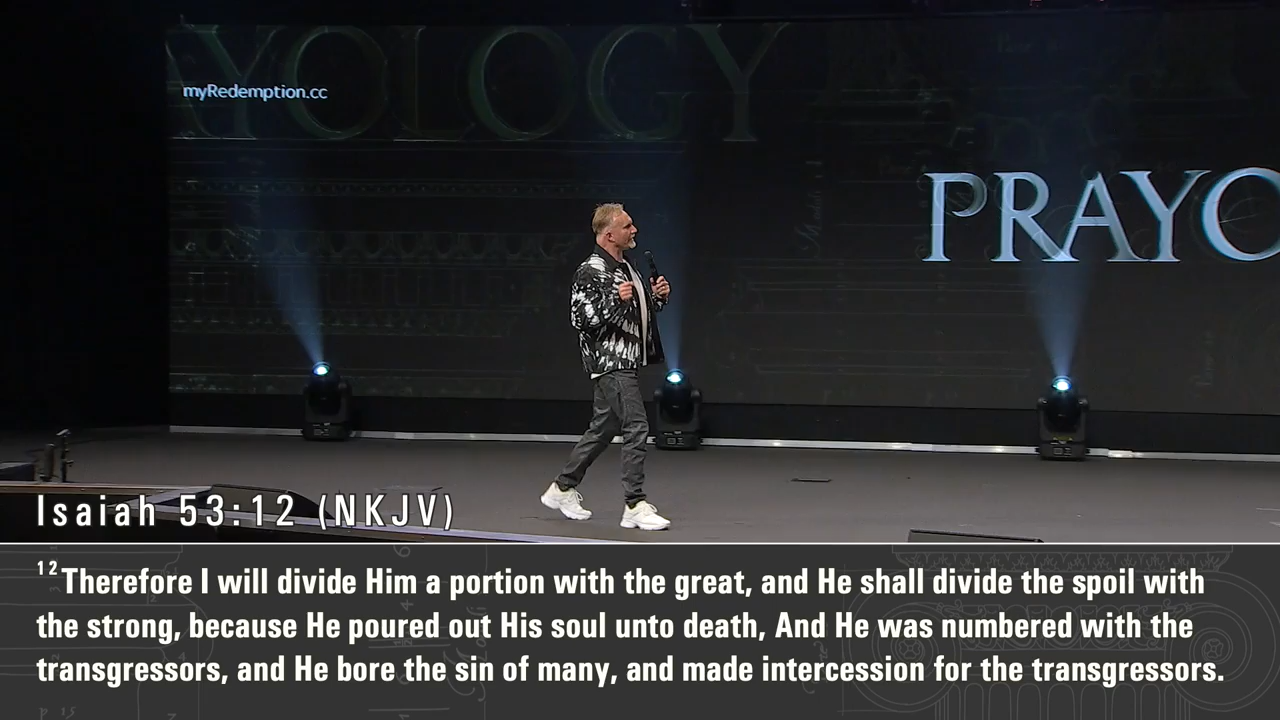 YOLOGY
myRedemption.cc
PRAYO
Isaiah 53:12 (NKJV)
12Therefore I will divide Him a portion with the great, and He shall divide the spoil with
the strong, because He poured out His soul unto death, And He was numbered with the
transgressors, and He bore the sin of many, and made intercession for the transgressors.